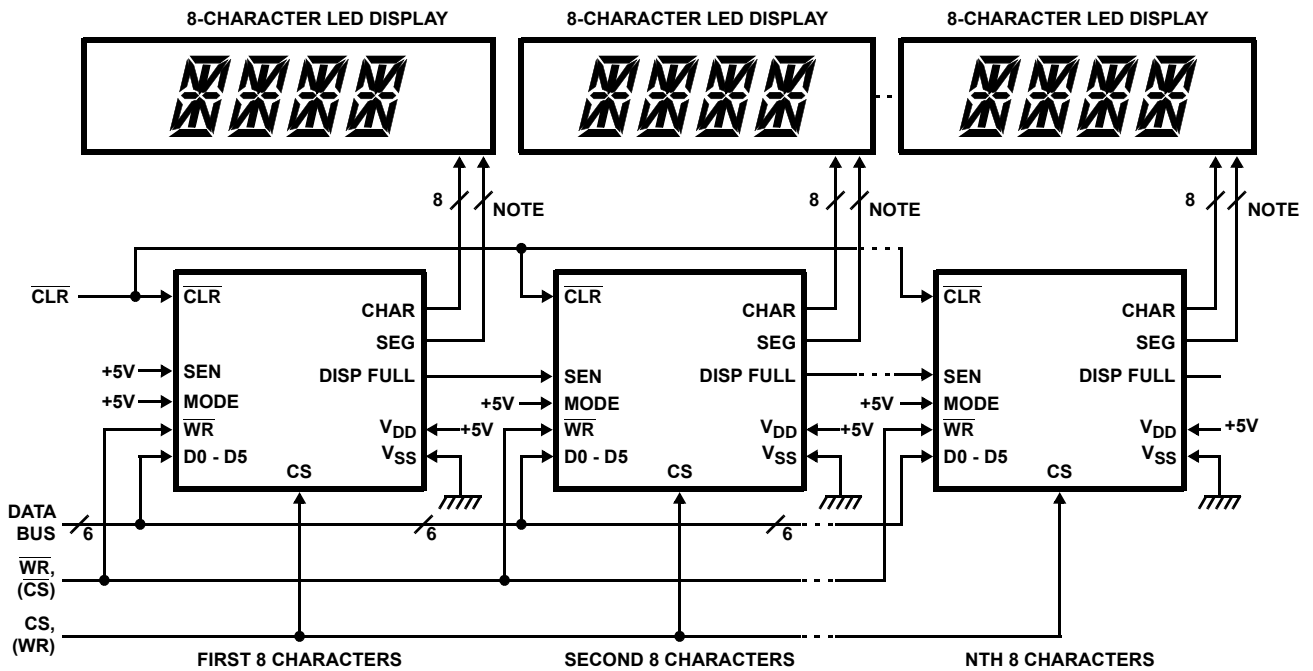 8-CHARACTER LED DISPLAY
8-CHARACTER LED DISPLAY
8-CHARACTER LED DISPLAY
8
NOTE
8
NOTE
8
NOTE
CLR
CLR
CHAR
SEG
DISP FULL
+5V
SEN
+5V
MODE
WR
D0 - D5
CS
VDD
+5V
VSS
CLR
CHAR
SEG
DISP FULL
SEN
+5V
MODE
WR
D0 - D5
CS
VDD
+5V
VSS
CLR
CHAR
SEG
DISP FULL
SEN
+5V
MODE
WR
D0 - D5
CS
VDD
+5V
VSS
DATA
BUS
6
6
6
WR,
(CS)
CS,
(WR)
FIRST 8 CHARACTERS
SECOND 8 CHARACTERS
NTH 8 CHARACTERS